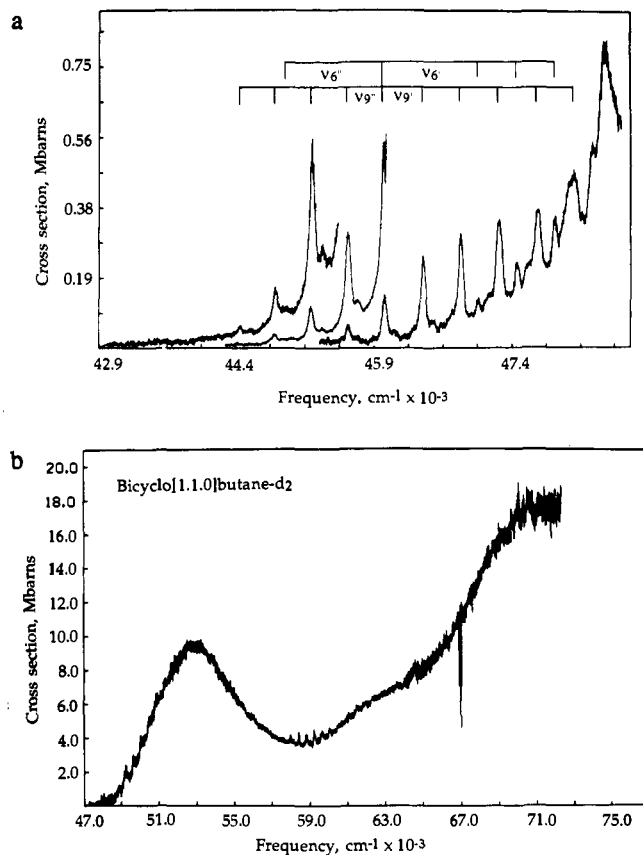 a
0.75
0.56
0.38
0.19
Cross section, Mbarns
ν6''
ν6'
ν9''
ν9'
42.9
44.4
45.9
47.4
Frequency, cm-1 x 10-3
b
Bicyclo[1.1.0]butane-d2
20.0
18.0
16.0
14.0
12.0
10.0
8.0
6.0
4.0
2.0
Cross section, Mbarns
47.0
51.0
55.0
59.0
63.0
67.0
71.0
75.0
Frequency, cm-1 x 10-3